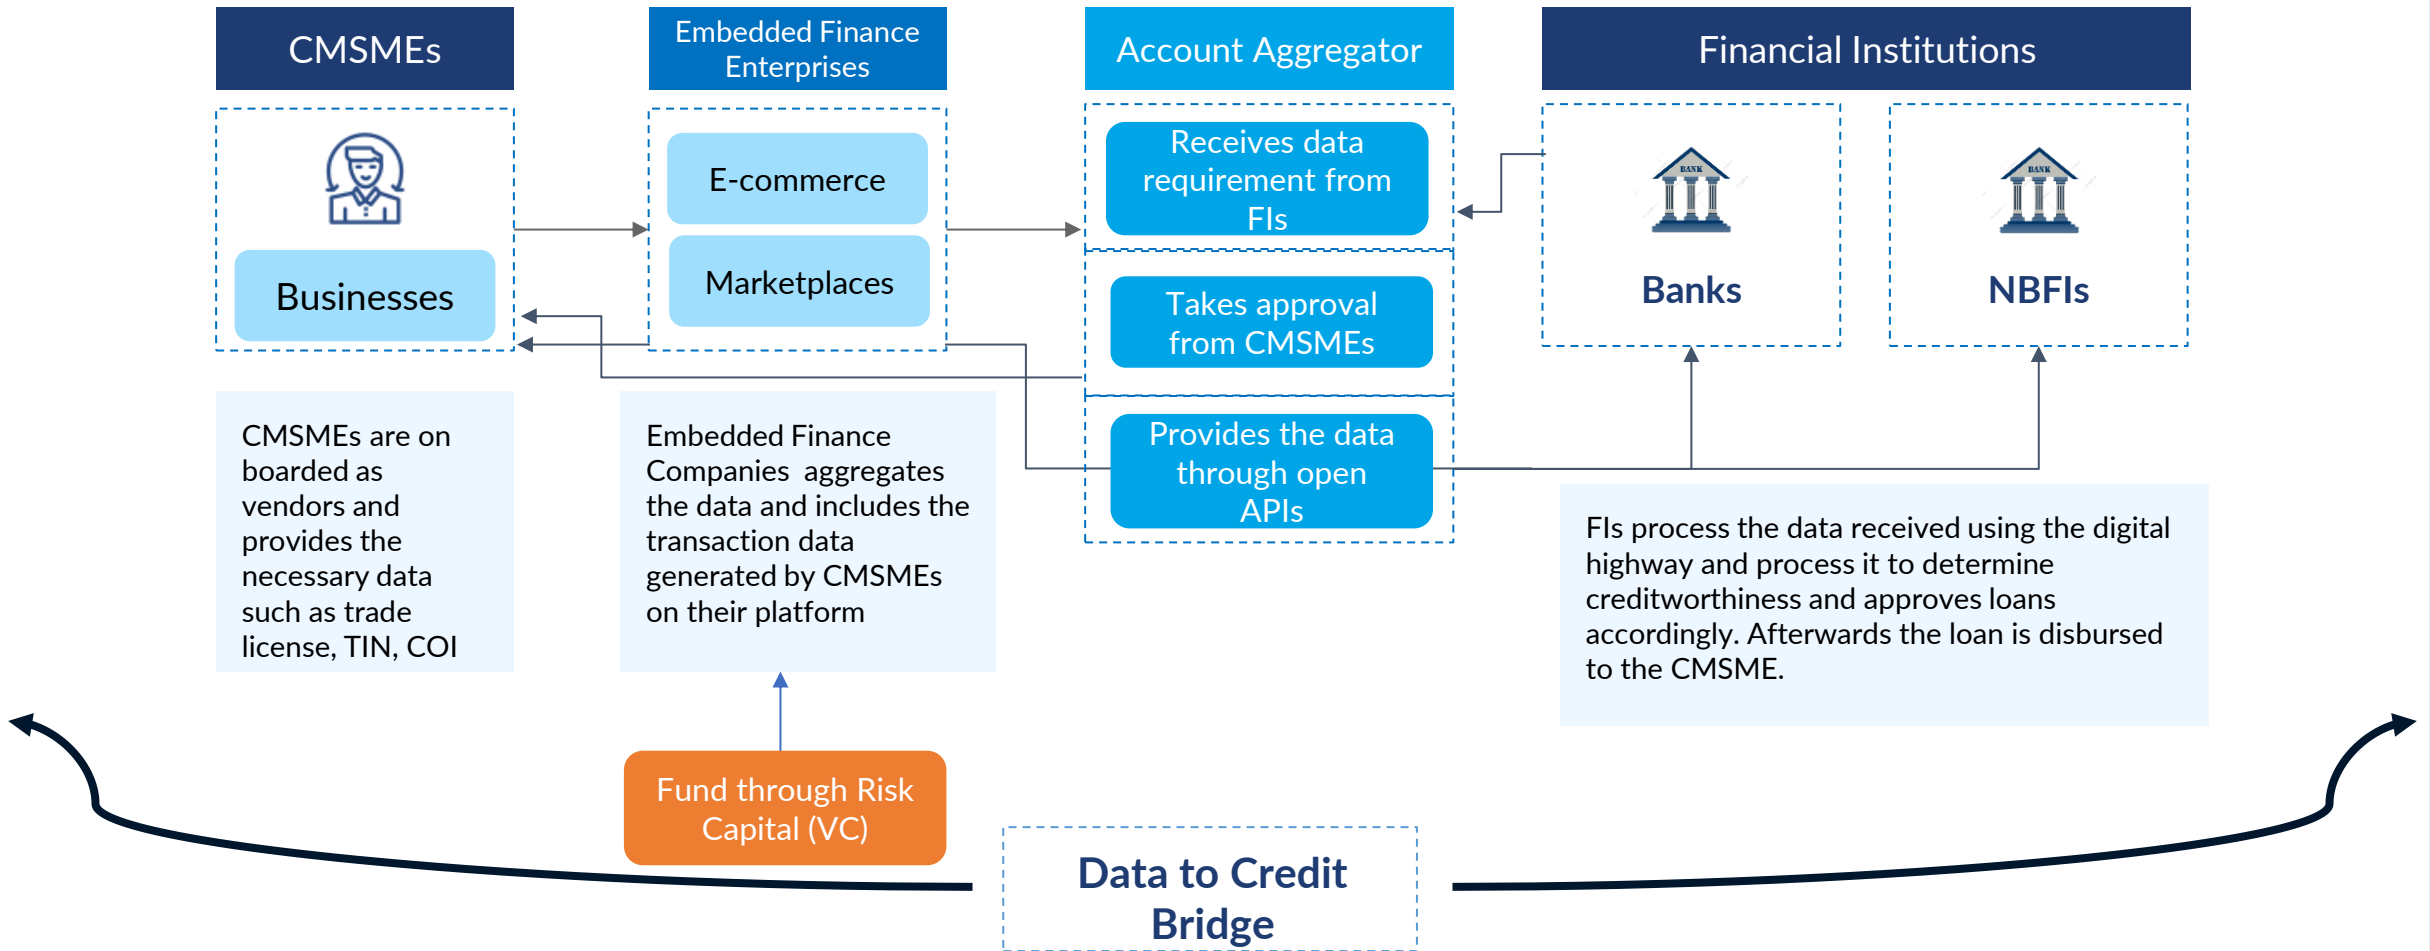 CMSMEs
Embedded Finance
Enterprises
Account Aggregator
Financial Institutions
Businesses
E-commerce
Marketplaces
Receives data
requirement from
FIs
Takes approval
from CMSMEs
Provides the data
through open
APIs
BANK
Banks
BANK
NBFIs
CMSMEs are on
boarded as
vendors and
provides the
necessary data
such as trade
license, TIN, COI
Embedded Finance
Companies  aggregates
the data and includes the
transaction data
generated by CMSMEs
on their platform
FIs process the data received using the digital
highway and process it to determine
creditworthiness and approves loans
accordingly. Afterwards the loan is disbursed
to the CMSME.
Fund through Risk
Capital (VC)
Data to Credit
Bridge